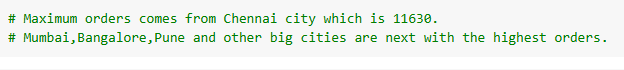 # Maximum orders comes from Chennai city which is 11630.
# Mumbai,Bangalore,Pune and other big cities are next with the highest orders.